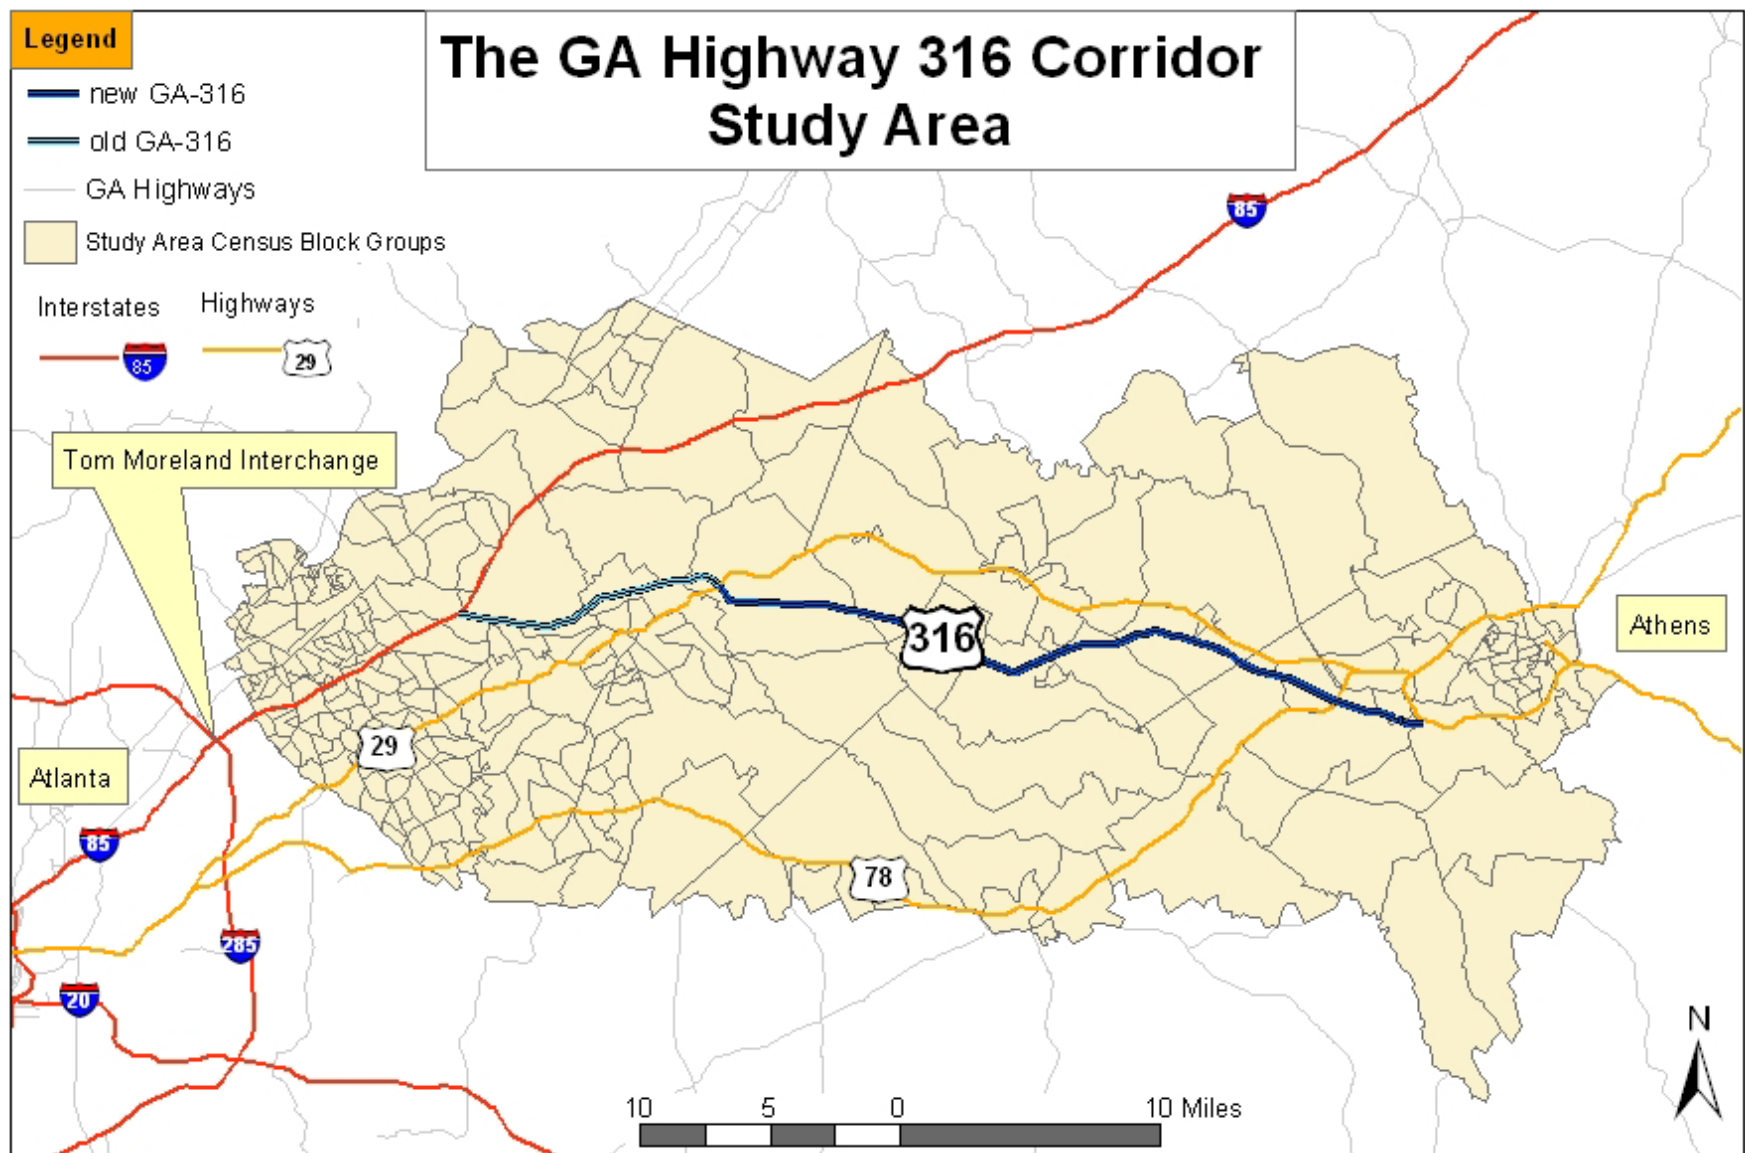 Legend
The GA Highway 316 Corridor
Study Area
new GA-316
old GA-316
GA Highways
Study Area Census Block Groups
Interstates Highways
85 29
85
Tom Moreland Interchange
316
Athens
29
Atlanta
85
78
285
20
N
10 5 0 10 Miles